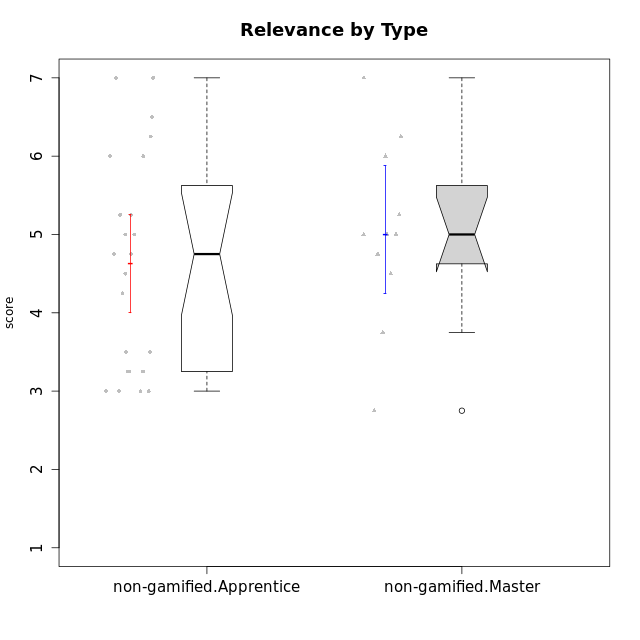 Relevance by Type
score
7
6
5
4
3
2
1
non-gamified.Apprentice
non-gamified.Master